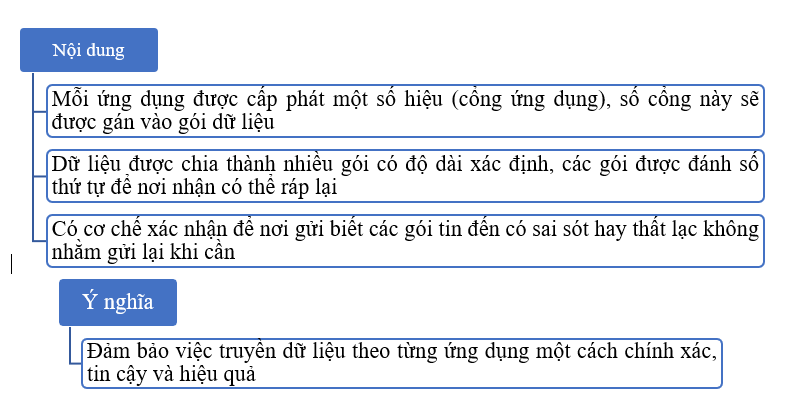 Nội dung
Mỗi ứng dụng được cấp phát một số hiệu (cổng ứng dụng), số cổng này sẽ
được gán vào gói dữ liệu
Dữ liệu được chia thành nhiều gói có độ dài xác định, các gói được đánh số
thứ tự để nơi nhận có thể ráp lại
Có cơ chế xác nhận để nơi gửi biết các gói tin đến có sai sót hay thất lạc không
nhằm gửi lại khi cần
Ý nghĩa
Đảm bảo việc truyền dữ liệu theo từng ứng dụng một cách chính xác,
tin cậy và hiệu quả